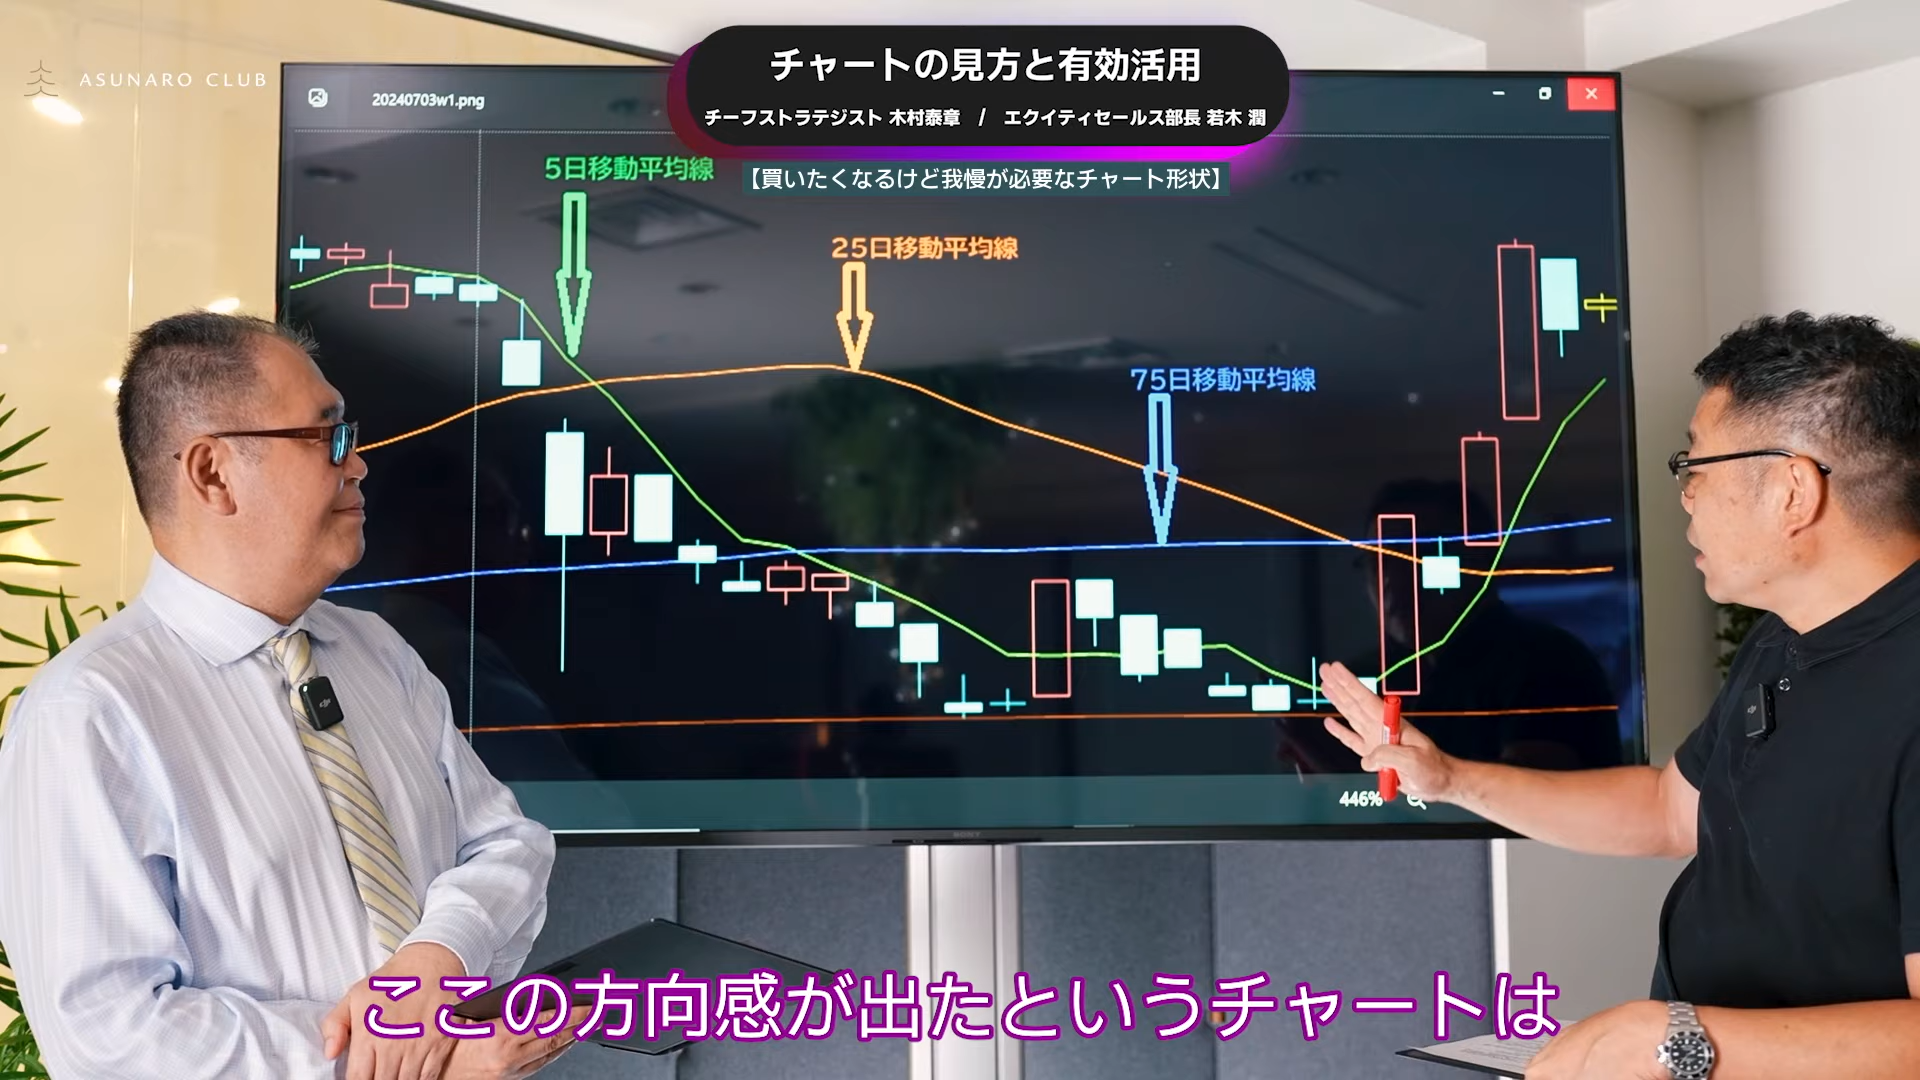 ASUNARO CLUB
チャートの見方と有効活用
チーフストラテジスト 木村泰章 / エクイティセールス部長 若木 潤
20240703w1.png
【買いたくなるけど我慢が必要なチャート形状】
5日移動平均線
25日移動平均線
75日移動平均線
446%
SONY
ここの方向感が出たというチャートは